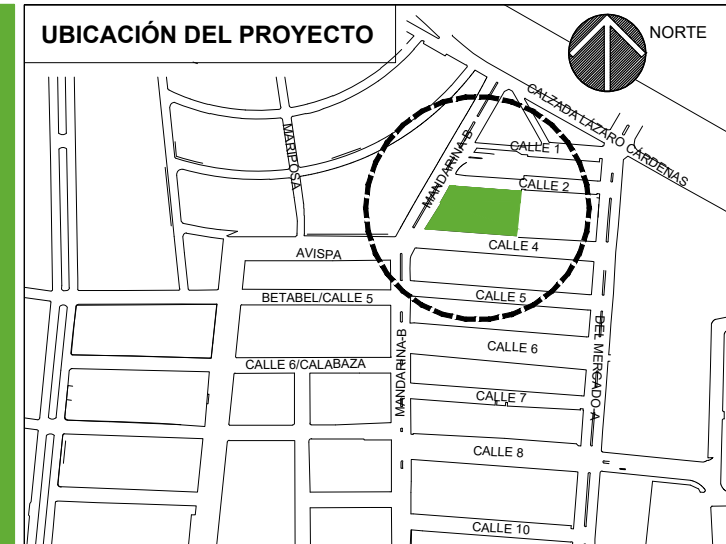 UBICACIÓN DEL PROYECTO
NORTE
CALZADA LÁZARO CÁRDENAS
MARIPOSA
MANDARINA-B
CALLE 1
CALLE 2
CALLE 4
AVISPA
BETABEL/CALLE 5
CALLE 5
CALLE 6
CALLE 6/CALABAZA
MANDARINA-B
DEL MERCADO A
CALLE 7
CALLE 8
CALLE 10